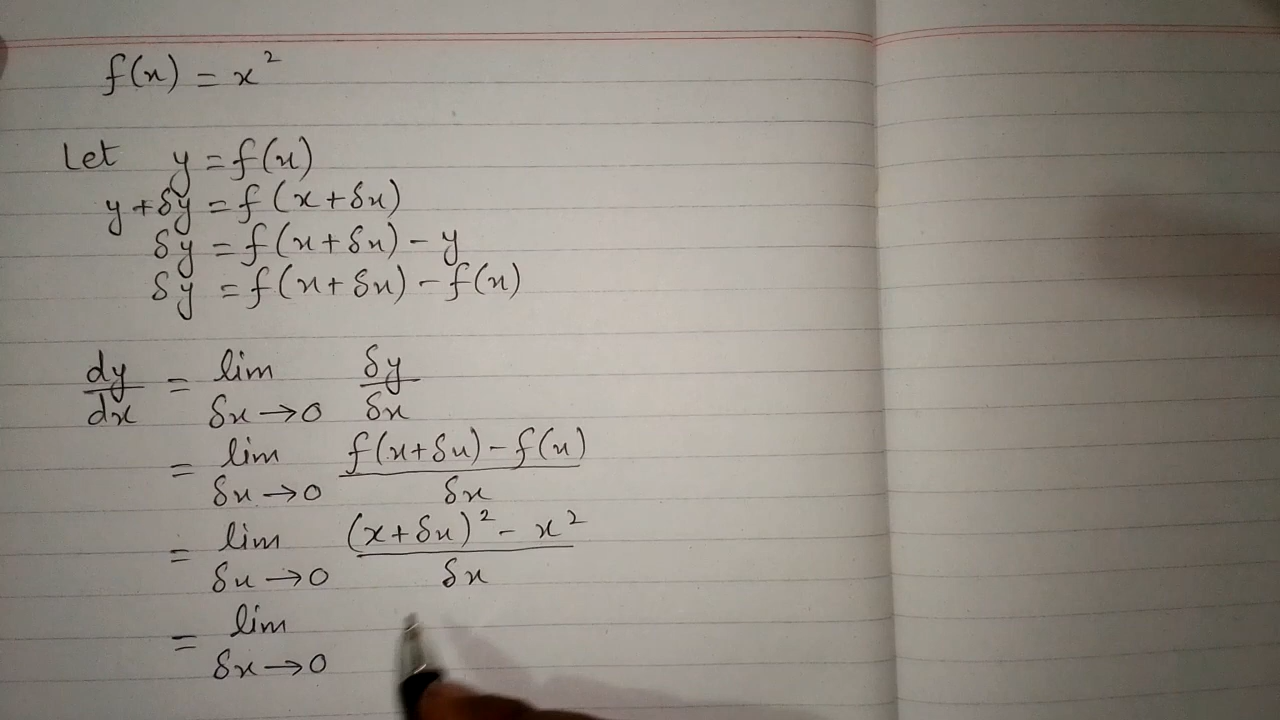 f(x) = x²
Let y = f(x)
y + δy = f(x + δx)
δy = f(x + δx) - y
δy = f(x + δx) - f(x)
dy/dx = lim δx→0 δy/δx
= lim δx→0 f(x+δx) - f(x)/δx
= lim δx→0 (x + δx)² - x²/δx
= lim δx→0